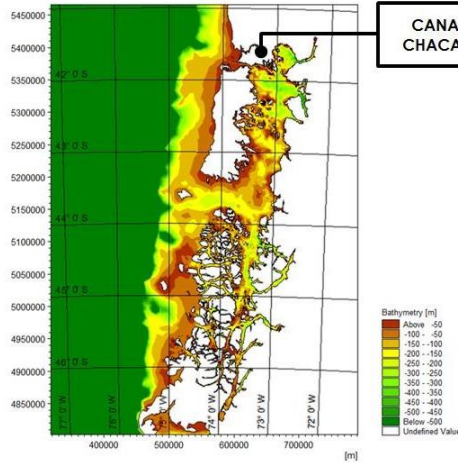 CANA
CHACA
5400000
5350000
5300000
5250000
5200000
5150000
5100000
5050000
5000000
4950000
4900000
4850000
42° 0' S
43° 0' S
44° 0' S
45° 0' S
46° 0' S
77° 0' W
76° 0' W
75° 0' W
74° 0' W
73° 0' W
72° 0' W
400000
500000
600000
700000
[m]
Bathymetry [m]
Above -50
-100 - -50
-150 - -100
-200 - -150
-250 - -200
-300 - -250
-350 - -300
-400 - -350
-450 - -400
-500 - -450
Below -500
Undefined Value